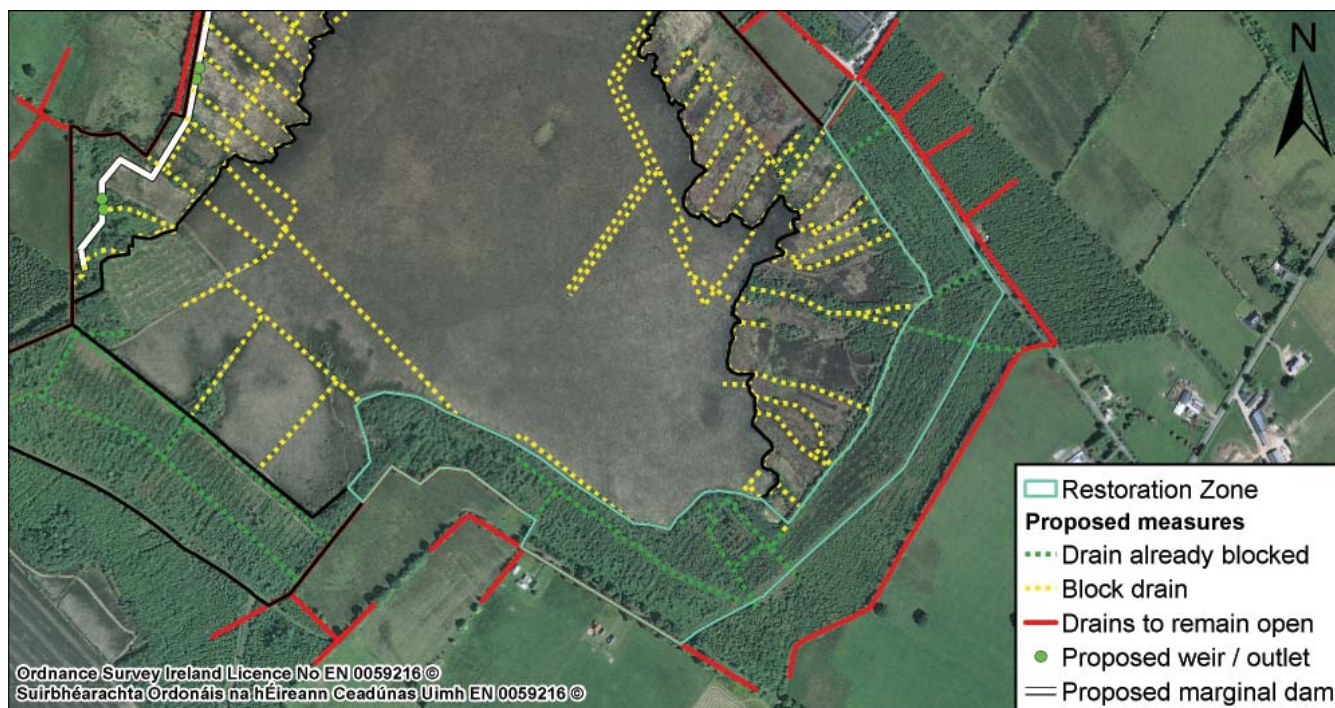 N
Restoration Zone
Proposed measures
Drain already blocked
Block drain
Drains to remain open
Proposed weir / outlet
Proposed marginal dam
Ordnance Survey Ireland Licence No EN 0059216 ©
Suirbhéarachta Ordonáis na hÉireann Ceadúnas Uimh EN 0059216 ©